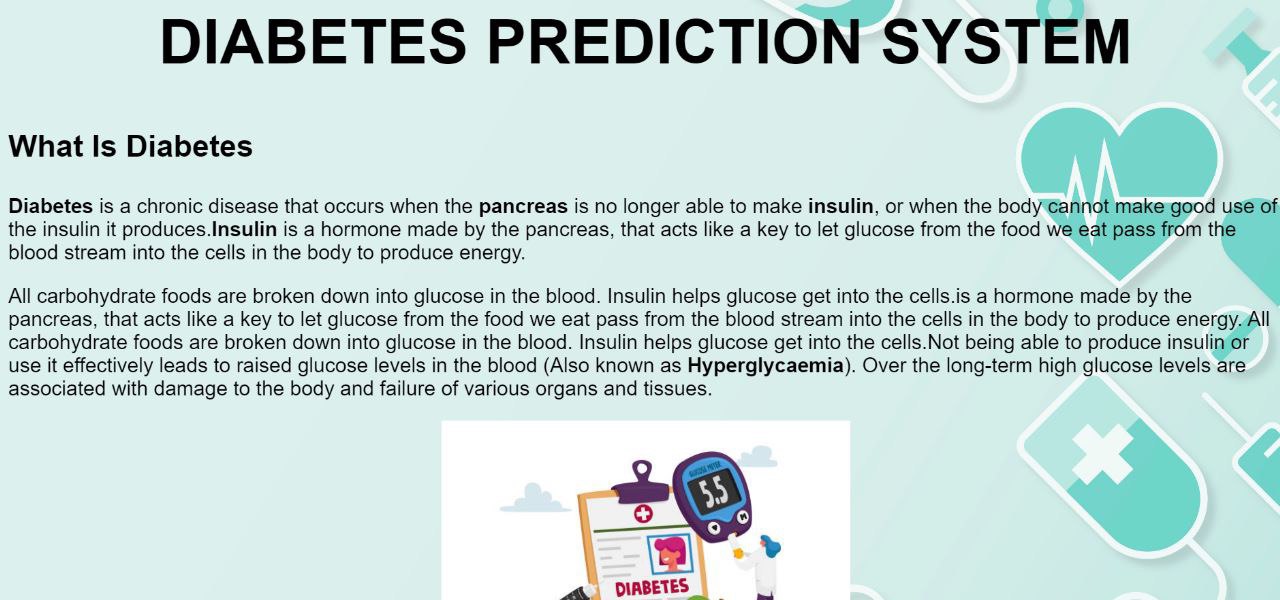 DIABETES PREDICTION SYSTEM
What Is Diabetes
Diabetes is a chronic disease that occurs when the pancreas is no longer able to make insulin, or when the body cannot make good use of
the insulin it produces.Insulin is a hormone made by the pancreas, that acts like a key to let glucose from the food we eat pass from the
blood stream into the cells in the body to produce energy.
All carbohydrate foods are broken down into glucose in the blood. Insulin helps glucose get into the cells.is a hormone made by the
pancreas, that acts like a key to let glucose from the food we eat pass from the blood stream into the cells in the body to produce energy. All
carbohydrate foods are broken down into glucose in the blood. Insulin helps glucose get into the cells.Not being able to produce insulin or
use it effectively leads to raised glucose levels in the blood (Also known as Hyperglycaemia). Over the long-term high glucose levels are
associated with damage to the body and failure of various organs and tissues.
GLUCOSE METER
5.5
DIABETES